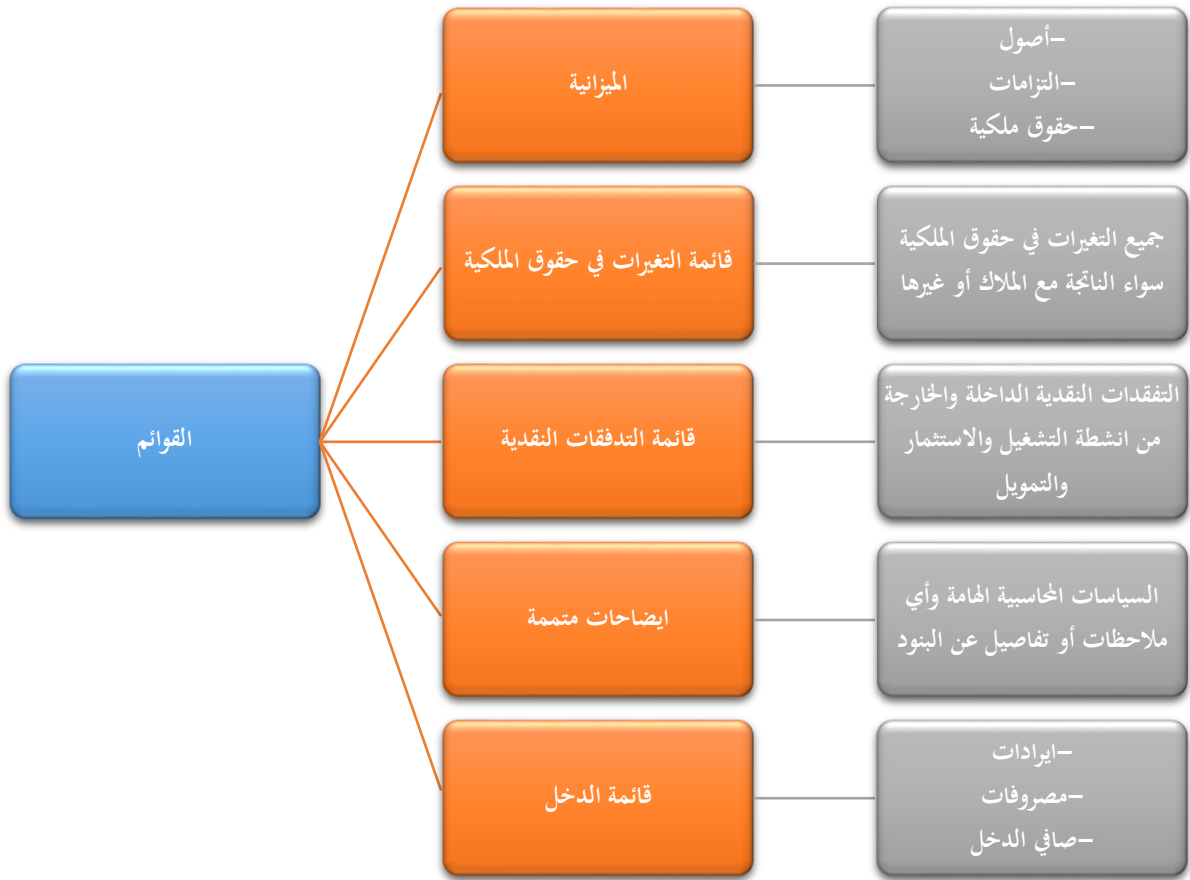 القوائم
الميزانية
–أصول
–التزامات
–حقوق ملكية
قائمة التغيرات في حقوق الملكية
جميع التغيرات في حقوق الملكية
سواء الناتجة مع الملاك أو غيرها
قائمة التدفقات النقدية
التفقدات النقدية الداخلة والخارجة
من انشطة التشغيل والاستثمار
والتمويل
ايضاحات متممة
السياسات المحاسبية الهامة وأي
ملاحظات أو تفاصيل عن البنود
قائمة الدخل
–ايرادات
–مصروفات
–صافي الدخل